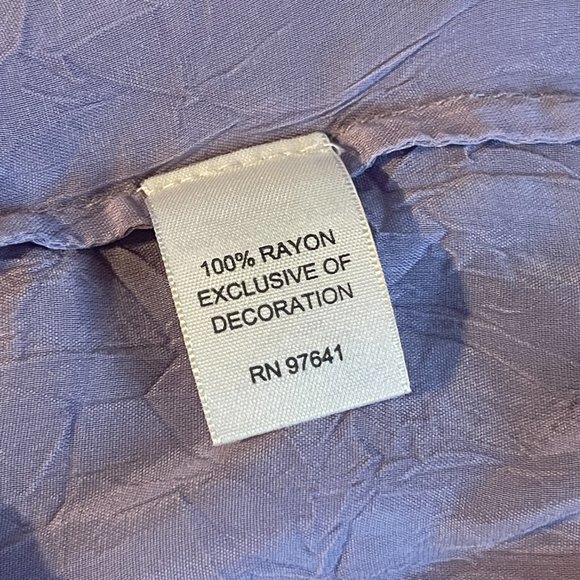 100% RAYON
EXCLUSIVE OF
DECORATION
RN 97641